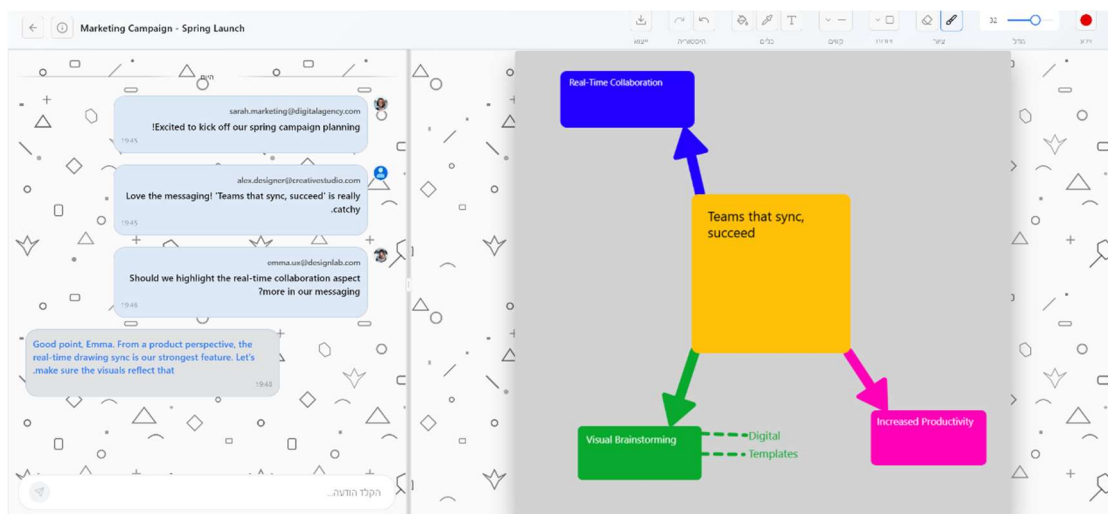 Marketing Campaign - Spring Launch
ייצוא
היסטוריה
כלים
קווים
צורות
ציור
גודל
צבע
32
היום
sarah.marketing@digitalagency.com
!Excited to kick off our spring campaign planning
19:45
alex.designer@creativestudio.com
Love the messaging! 'Teams that sync, succeed' is really
.catchy
19:45
emma.ux@designlab.com
Should we highlight the real-time collaboration aspect
?more in our messaging
19:48
Good point, Emma. From a product perspective, the
real-time drawing sync is our strongest feature. Let's
.make sure the visuals reflect that
19:48
הקלד הודעה...
Real-Time Collaboration
Teams that sync,
succeed
Visual Brainstorming
Digital
Templates
Increased Productivity